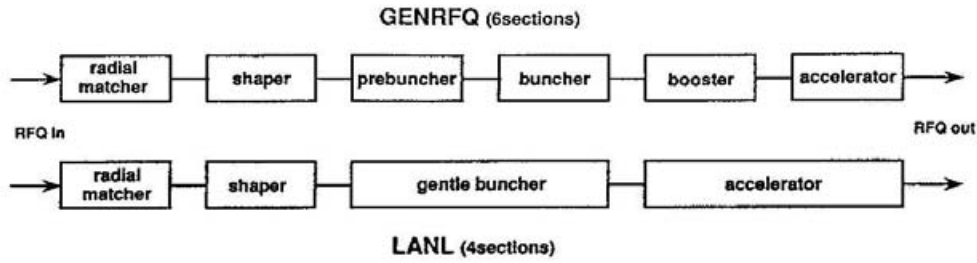 GENRFQ (6sections)
radial
matcher
shaper
prebuncher
buncher
booster
accelerator
RFQ in
RFQ out
radial
matcher
shaper
gentle buncher
accelerator
LANL (4sections)